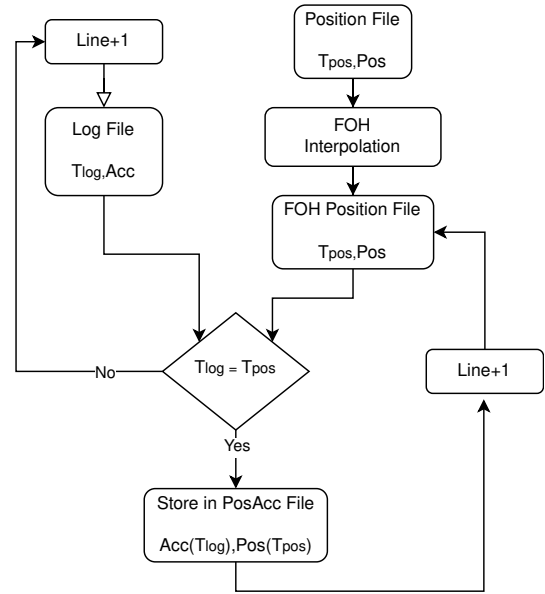 Line+1
Position File
Tpos,Pos
Log File
Tlog,Acc
FOH
Interpolation
FOH Position File
Tpos,Pos
Tlog = Tpos
No
Line+1
Yes
Store in PosAcc File
Acc(Tlog),Pos(Tpos)